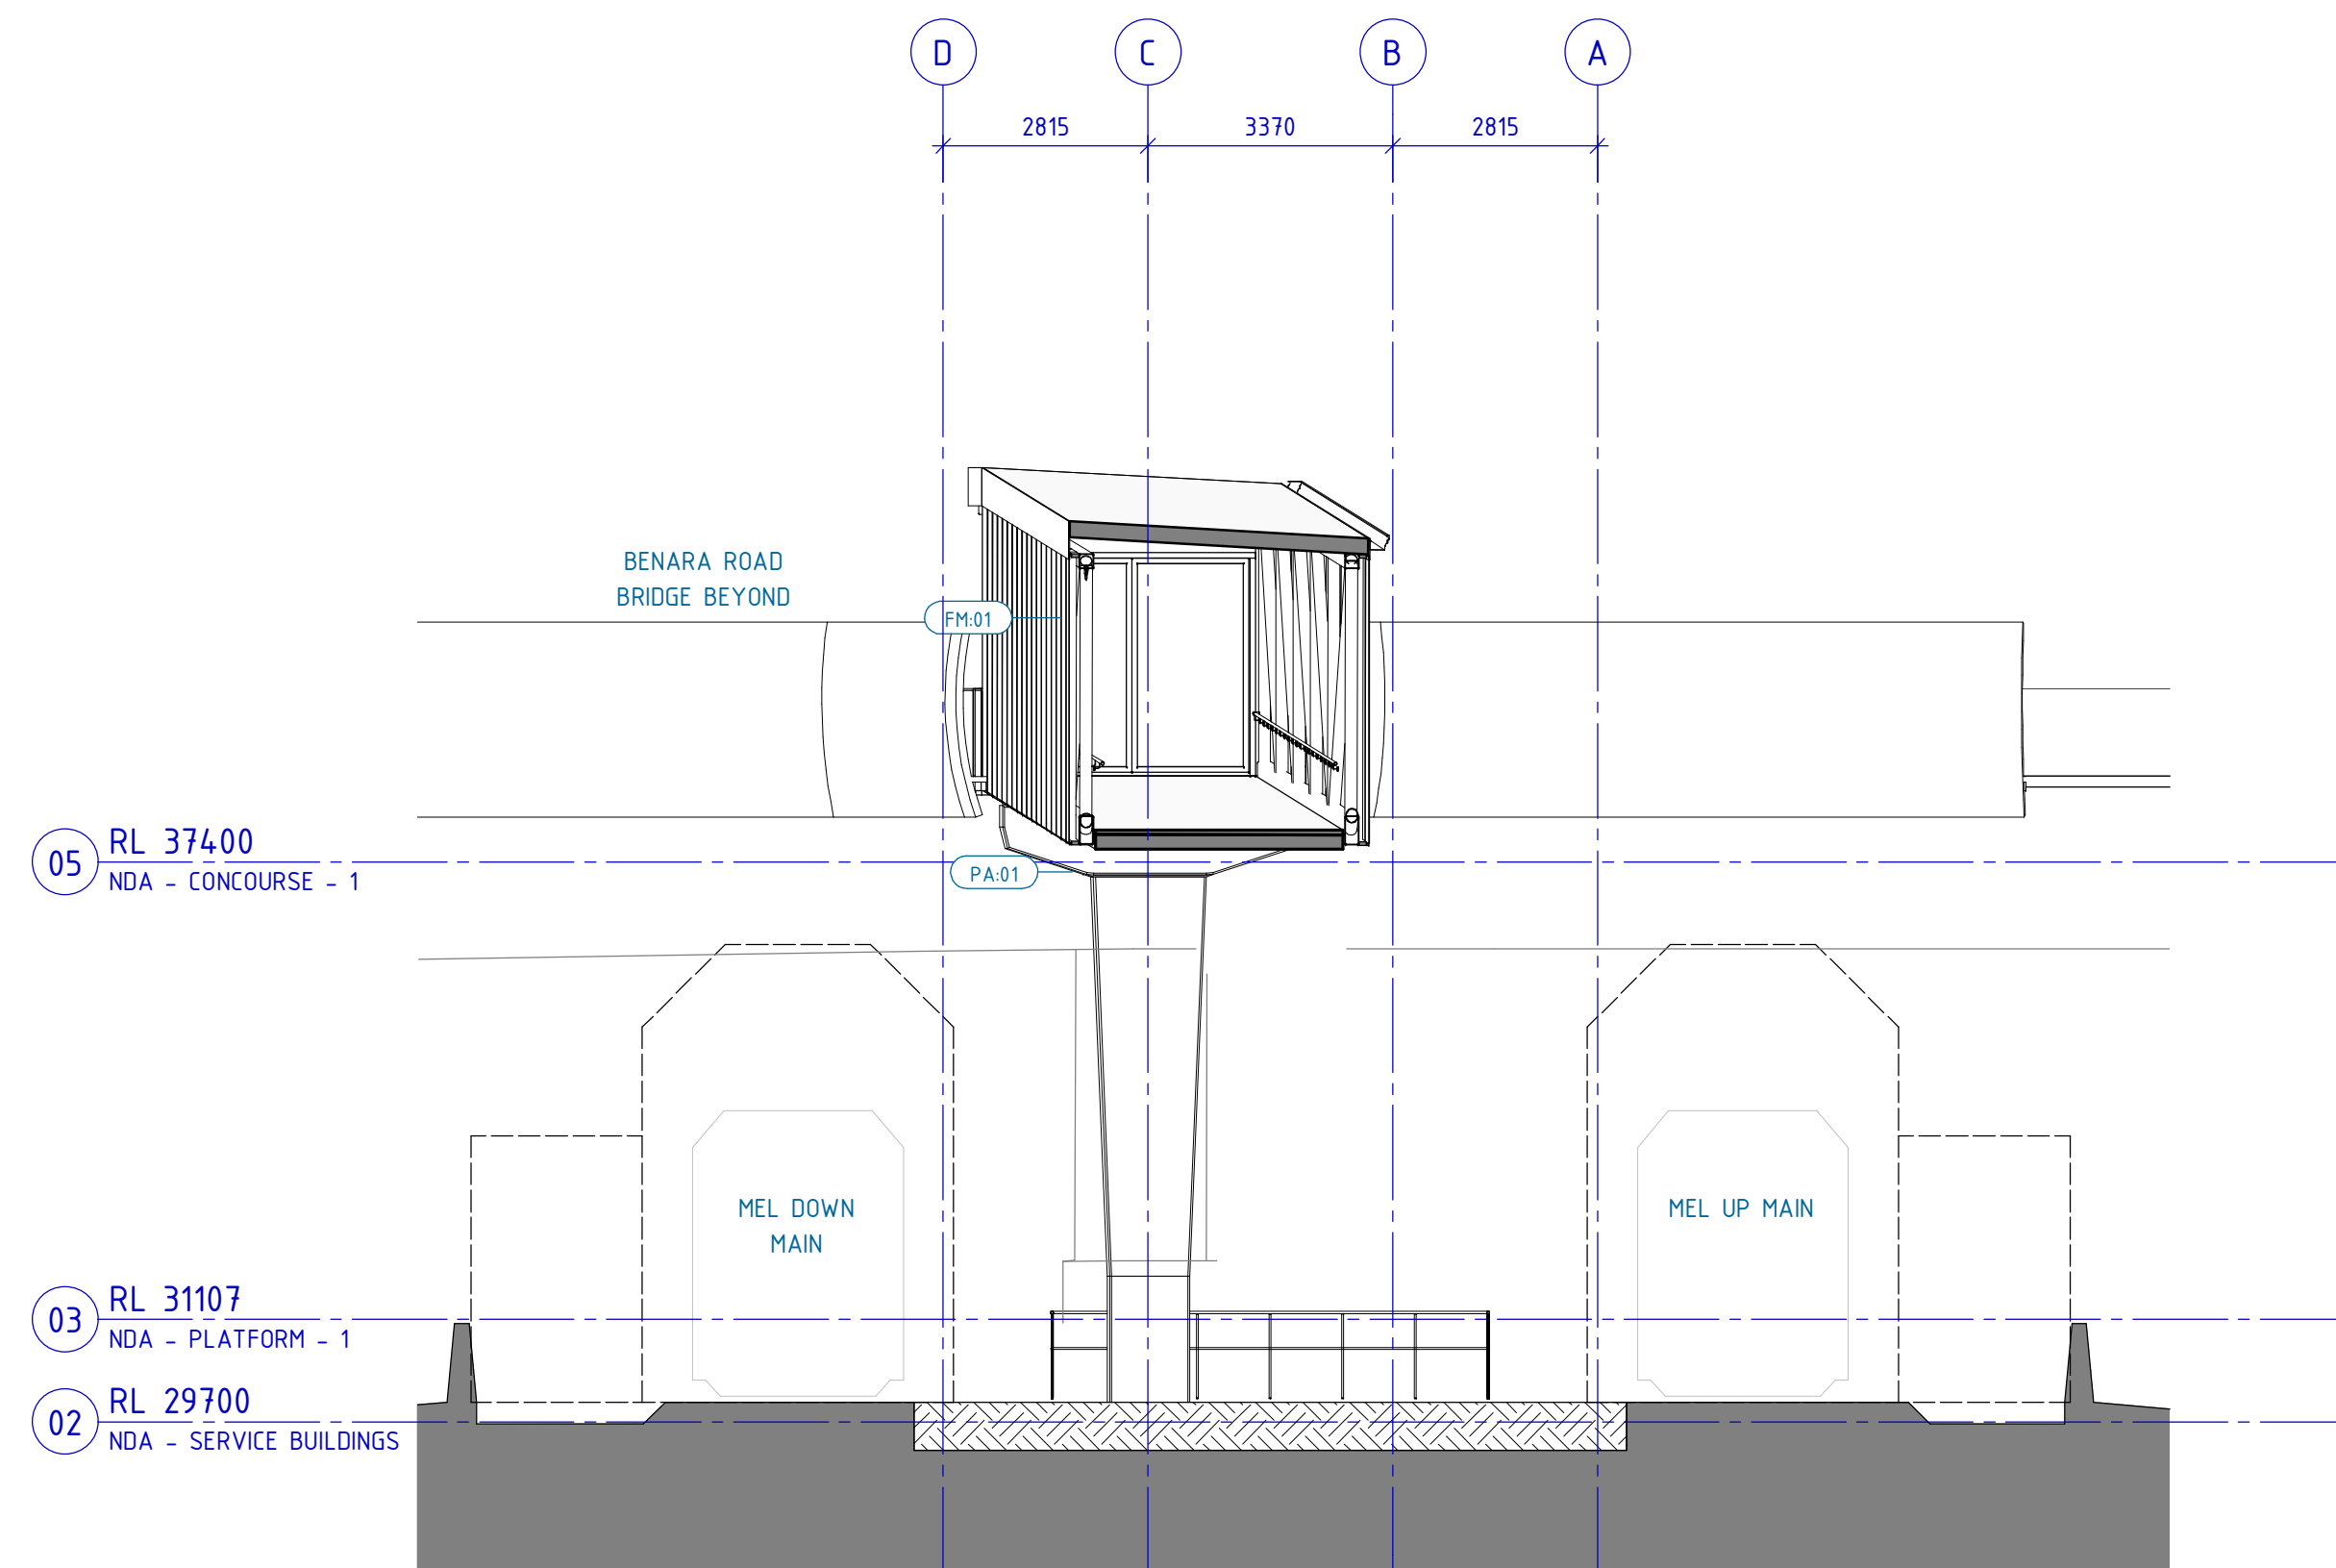 D
C
B
A
2815
3370
2815
BENARA ROAD
BRIDGE BEYOND
FM:01
05
RL 37400
NDA - CONCOURSE - 1
PA:01
MEL DOWN
MAIN
MEL UP MAIN
03
RL 31107
NDA - PLATFORM - 1
02
RL 29700
NDA - SERVICE BUILDINGS